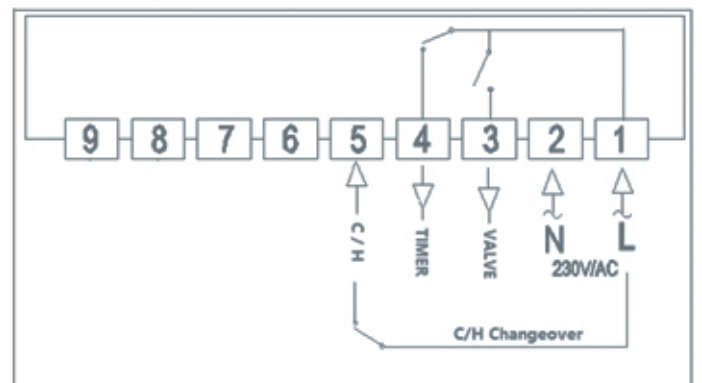 9 8 7 6 5 4 3 2 1
C / H TIMER VALVE N L
230V/AC
C/H Changeover